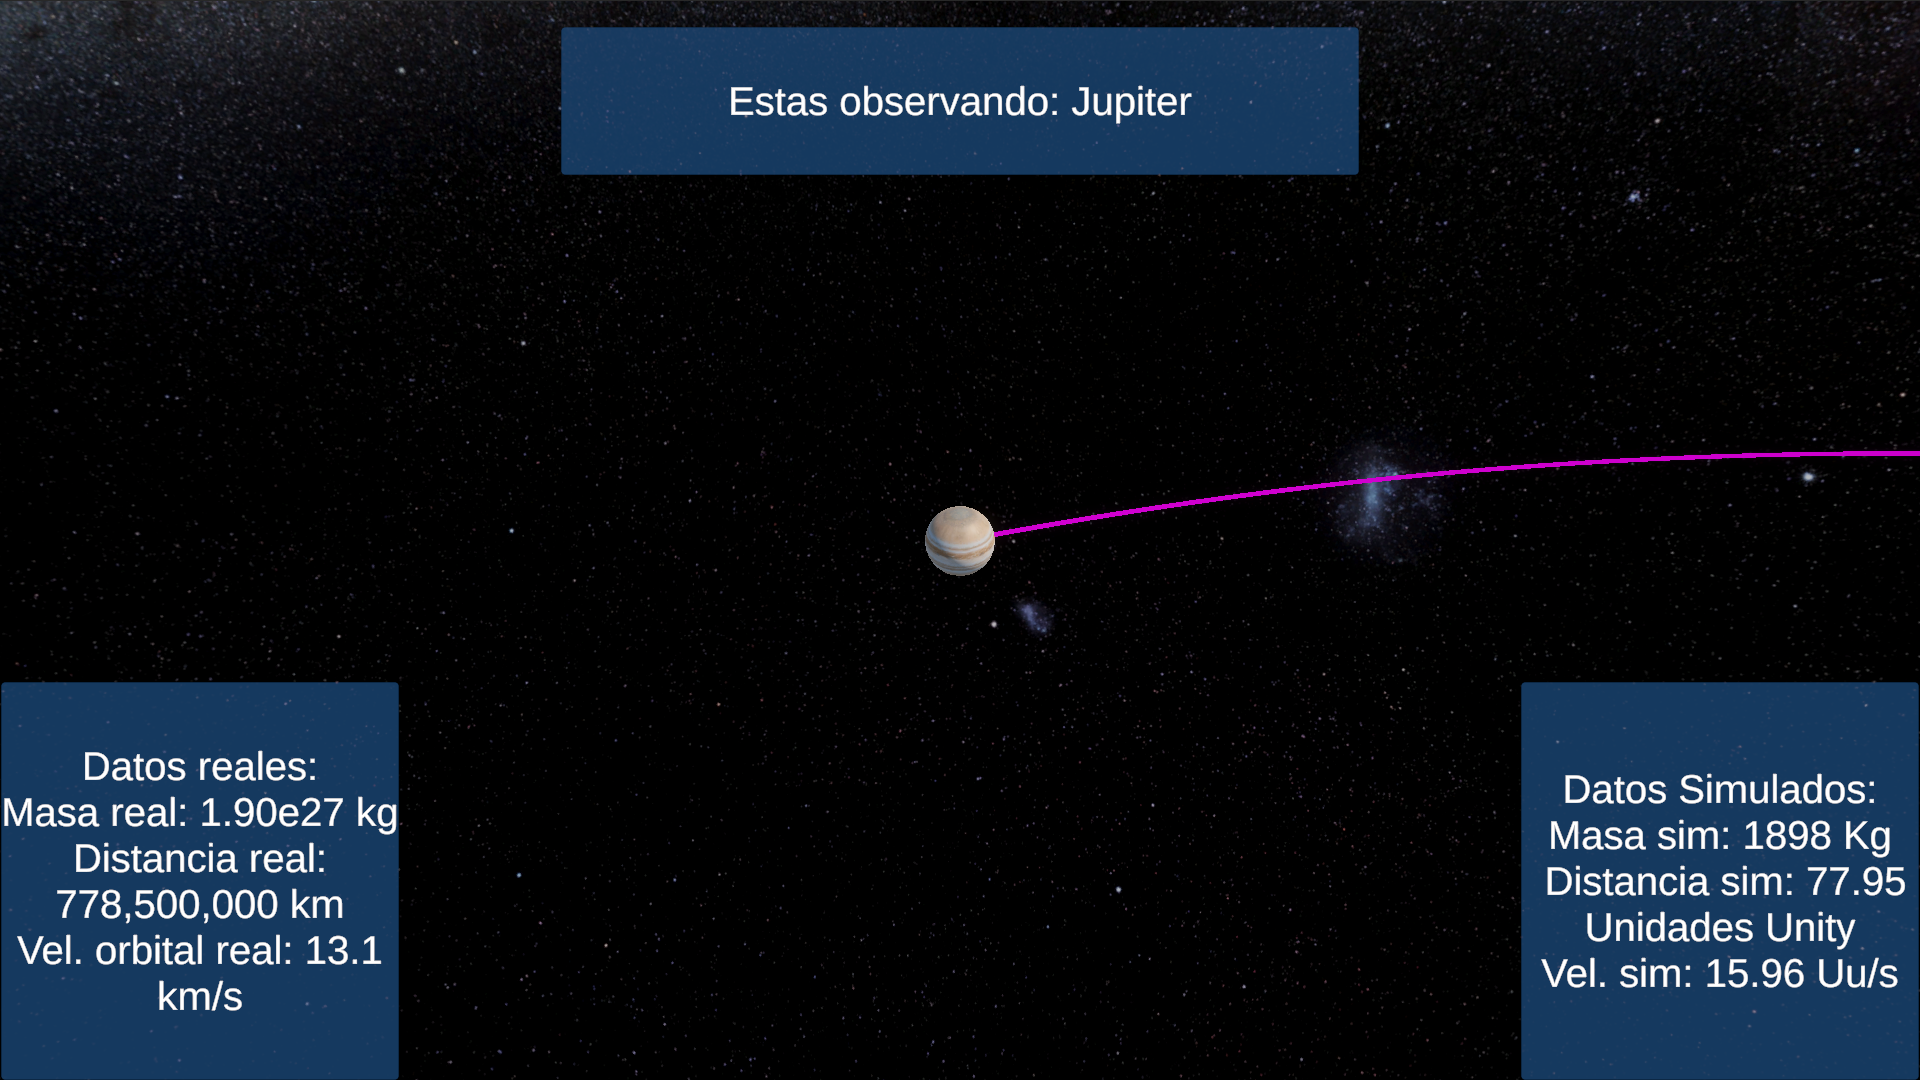 Estas observando: Jupiter
Datos reales:
Masa real: 1.90e27 kg
Distancia real:
778,500,000 km
Vel. orbital real: 13.1
km/s
Datos Simulados:
Masa sim: 1898 Kg
Distancia sim: 77.95
Unidades Unity
Vel. sim: 15.96 Uu/s